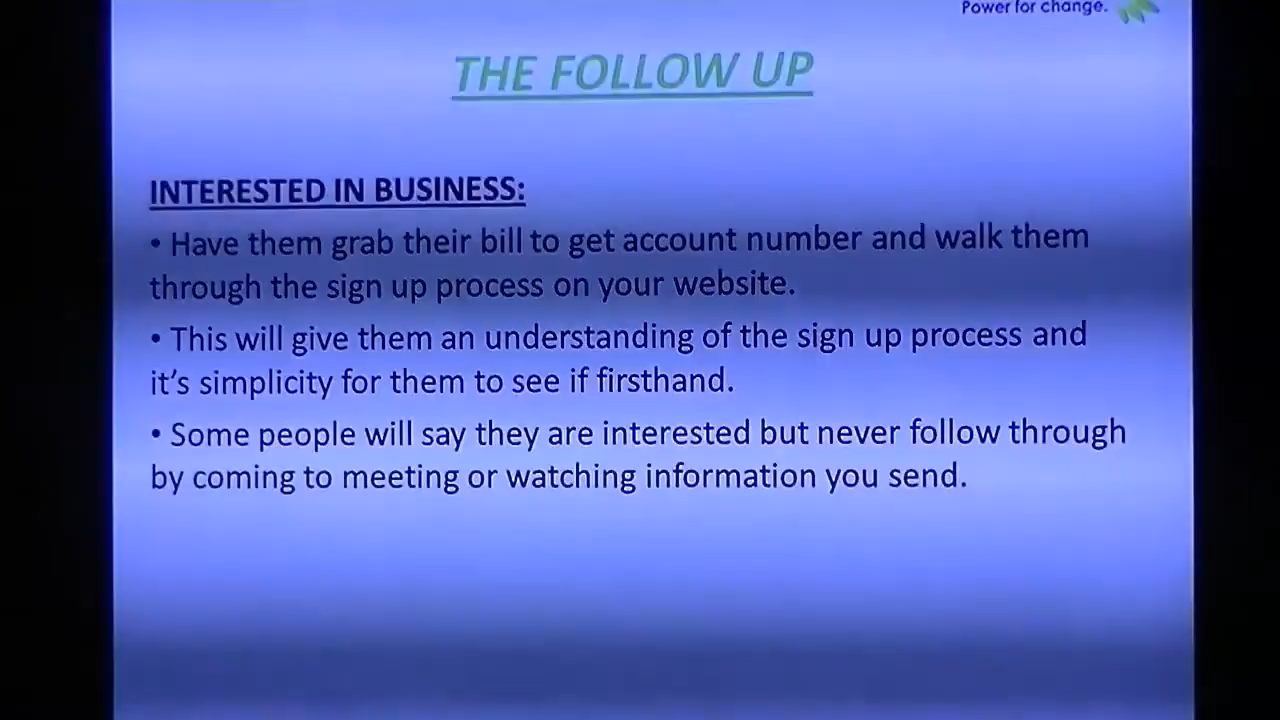 Power for change.
THE FOLLOW UP
INTERESTED IN BUSINESS:
• Have them grab their bill to get account number and walk them
through the sign up process on your website.
• This will give them an understanding of the sign up process and
it's simplicity for them to see if firsthand.
• Some people will say they are interested but never follow through
by coming to meeting or watching information you send.